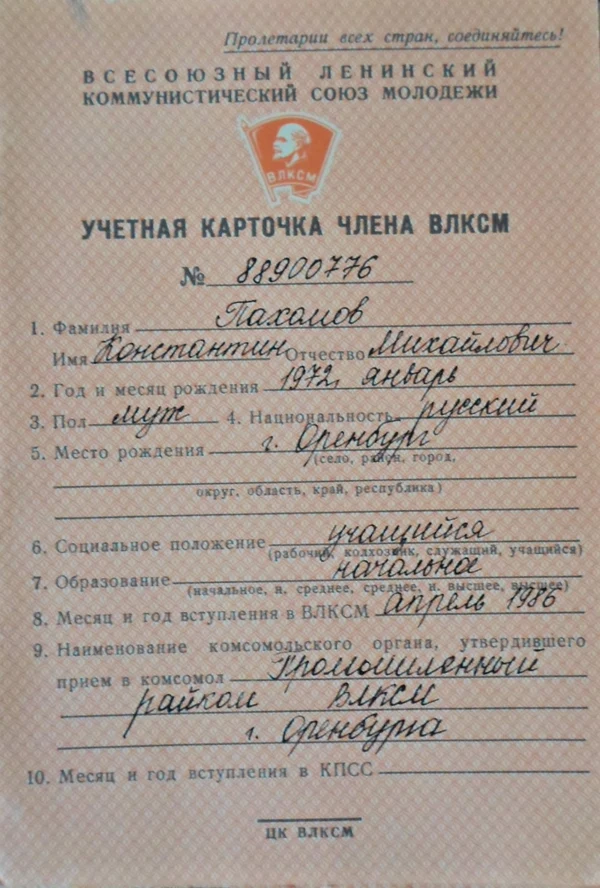 Пролетарии всех стран, соединяйтесь!
ВСЕСОЮЗНЫЙ ЛЕНИНСКИЙ
КОММУНИСТИЧЕСКИЙ СОЮЗ МОЛОДЕЖИ
ВЛКСМ
УЧЕТНАЯ КАРТОЧКА ЧЛЕНА ВЛКСМ
№ 88900776
1. Фамилия Пахомов
Имя Константин Отчество Михайлович
2. Год и месяц рождения 1972, январь
3. Пол муж 4. Национальность русский
5. Место рождения г. Оренбург
(село, район, город,
округ, область, край, республика)
6. Социальное положение учащийся
(рабочий, колхозник, служащий, учащийся)
7. Образование начальное
(начальное, н. среднее, среднее, н. высшее, высшее)
8. Месяц и год вступления в ВЛКСМ апрель 1986
9. Наименование комсомольского органа, утвердившего
прием в комсомол Промышленный
райком ВЛКСМ
г. Оренбурга
10. Месяц и год вступления в КПСС
ЦК ВЛКСМ